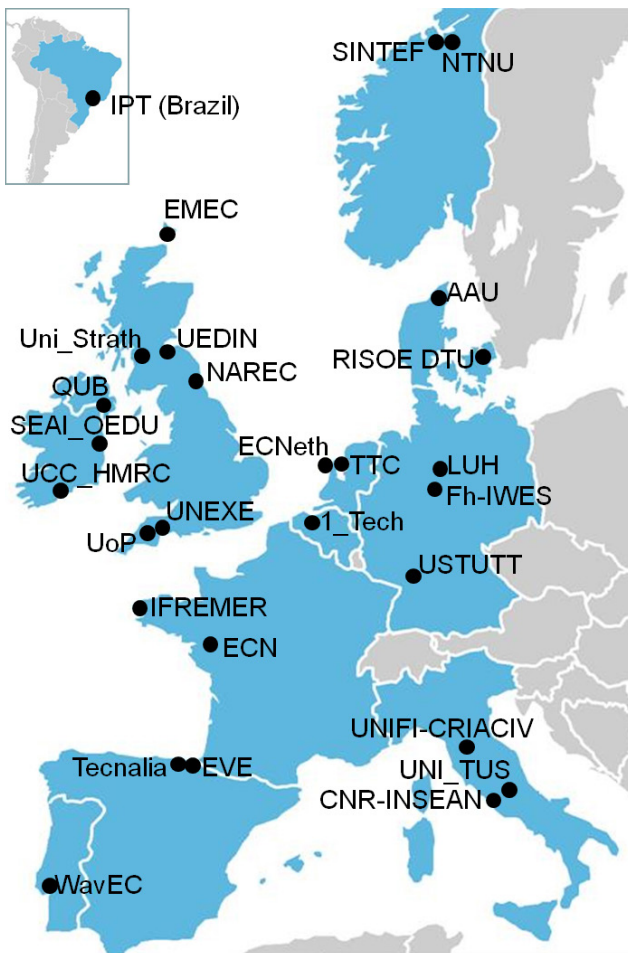 SINTEF
NTNU
IPT (Brazil)
EMEC
AAU
Uni_Strath
UEDIN
RISOE DTU
NAREC
QUB
SEAI_OEDU
ECNeth
TTC
LUH
UCC_HMRC
Fh-IWES
UNEXE
1_Tech
UoP
USTUTT
IFREMER
ECN
UNIFI-CRIACIV
Tecnalia
EVE
UNI_TUS
CNR-INSEAN
WavEC